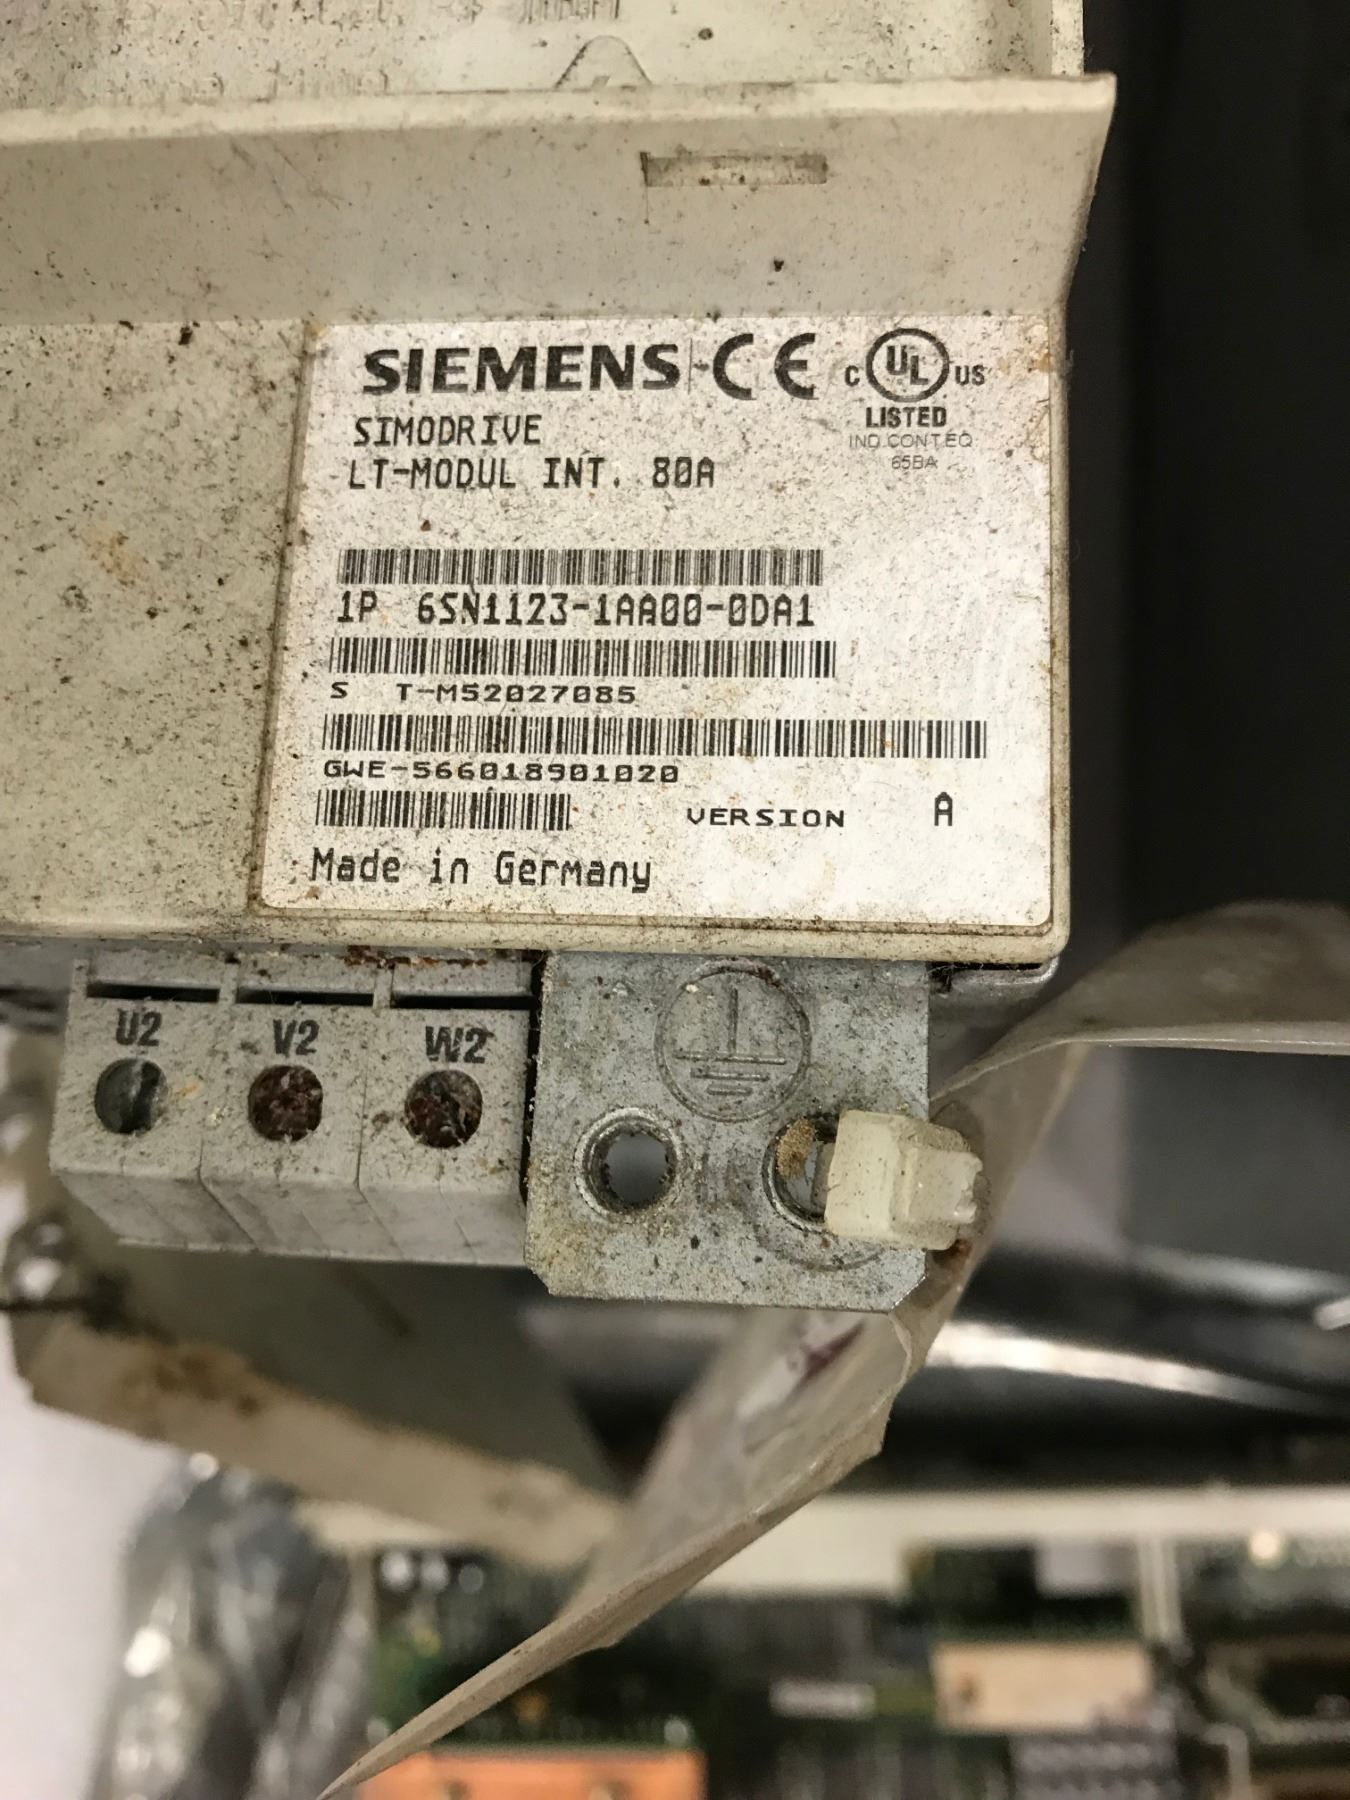 SIEMENS CE
C UL US
LISTED
IND.CONT.EQ
65BA
SIMODRIVE
LT-MODUL INT. 80A
1P 6SN1123-1AA00-0DA1
S T-M52027085
GWE-566018901020
VERSION A
Made in Germany
U2 V2 W2